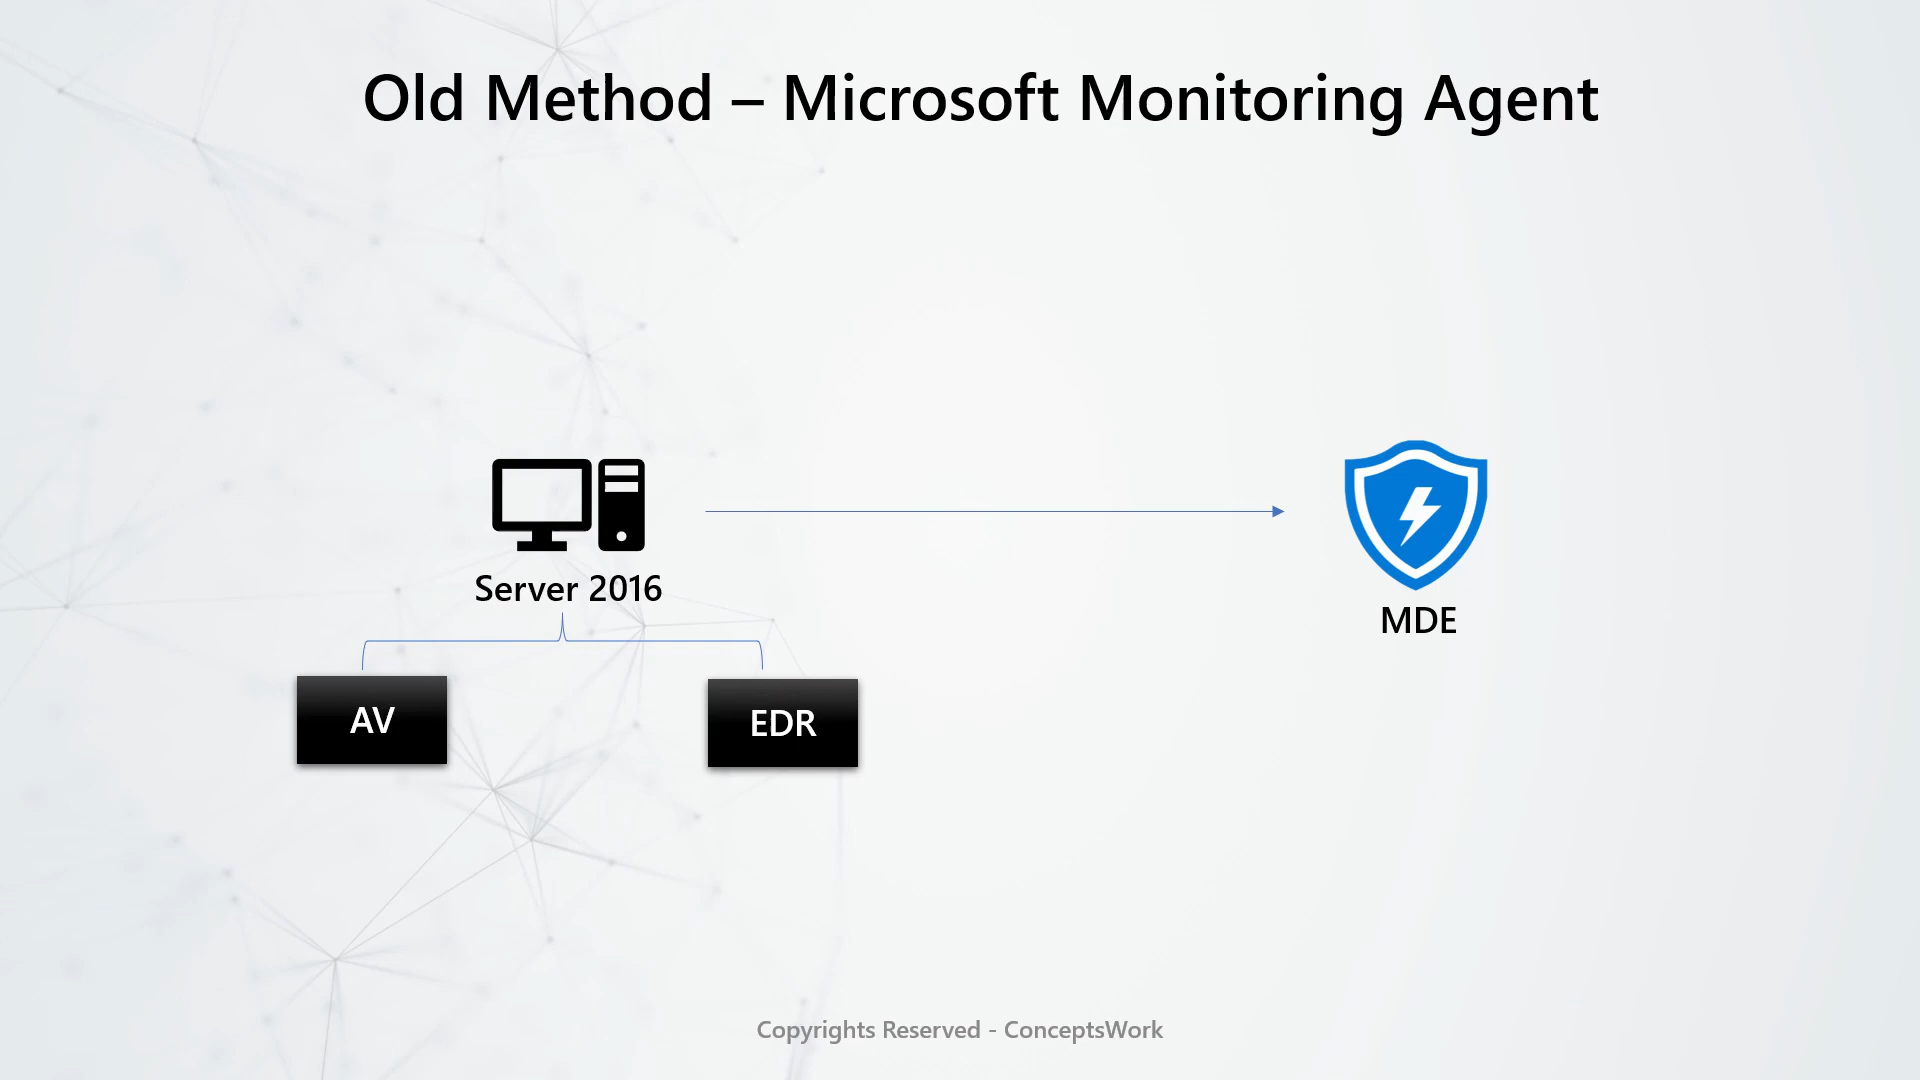 Old Method – Microsoft Monitoring Agent
Server 2016
MDE
AV
EDR
Copyrights Reserved - ConceptsWork